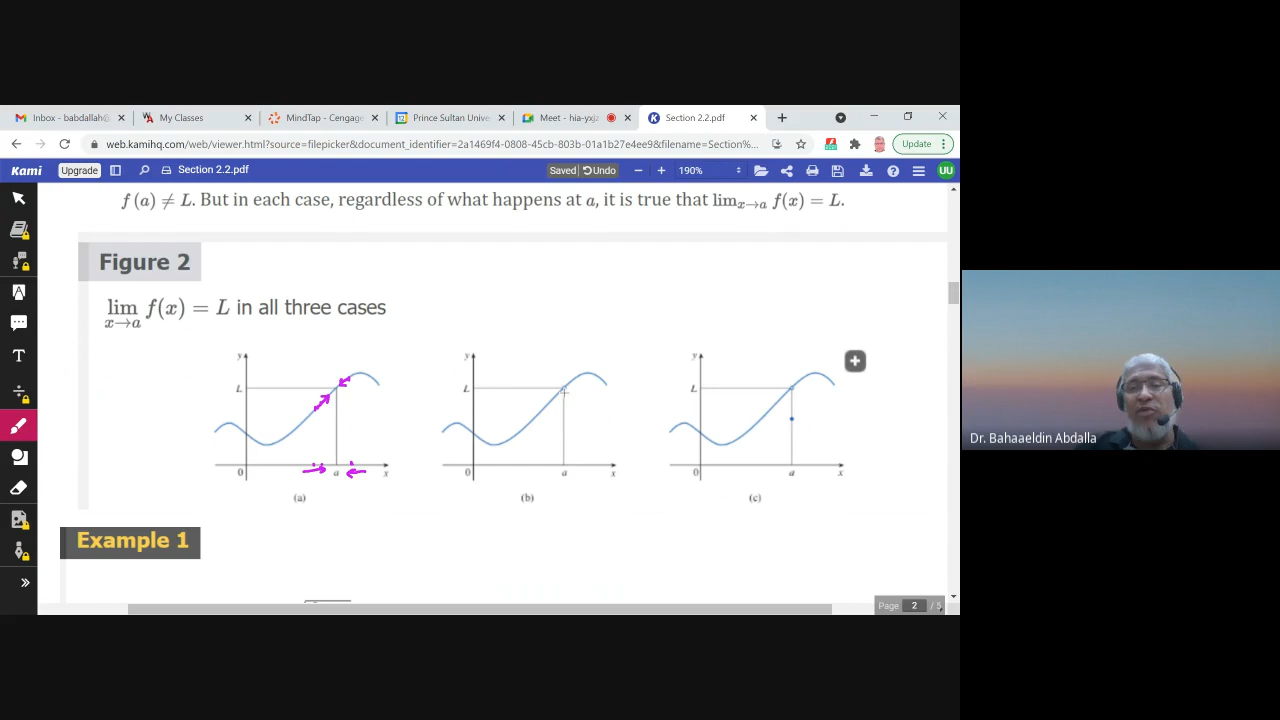 Inbox - babdallah@
My Classes
MindTap - Cengage
Prince Sultan Unive
Meet - hia-yxj
Section 2.2.pdf
web.kamihq.com/web/viewer.html?source=filepicker&document_identifier=2a1469f4-0808-45cb-803b-01a1b27e4ee9&filename=Section%...
Update
Kami
Upgrade
Section 2.2.pdf
Saved Undo
190%
UU
f (a) ≠ L. But in each case, regardless of what happens at a, it is true that limₓ→ₐ f(x) = L.
Figure 2
lim f(x) = L in all three cases
x→a
y y y
L L L
0 a x 0 a x 0 a x
(a) (b) (c)
Example 1
Page 2 / 5
Dr. Bahaaeldin Abdalla